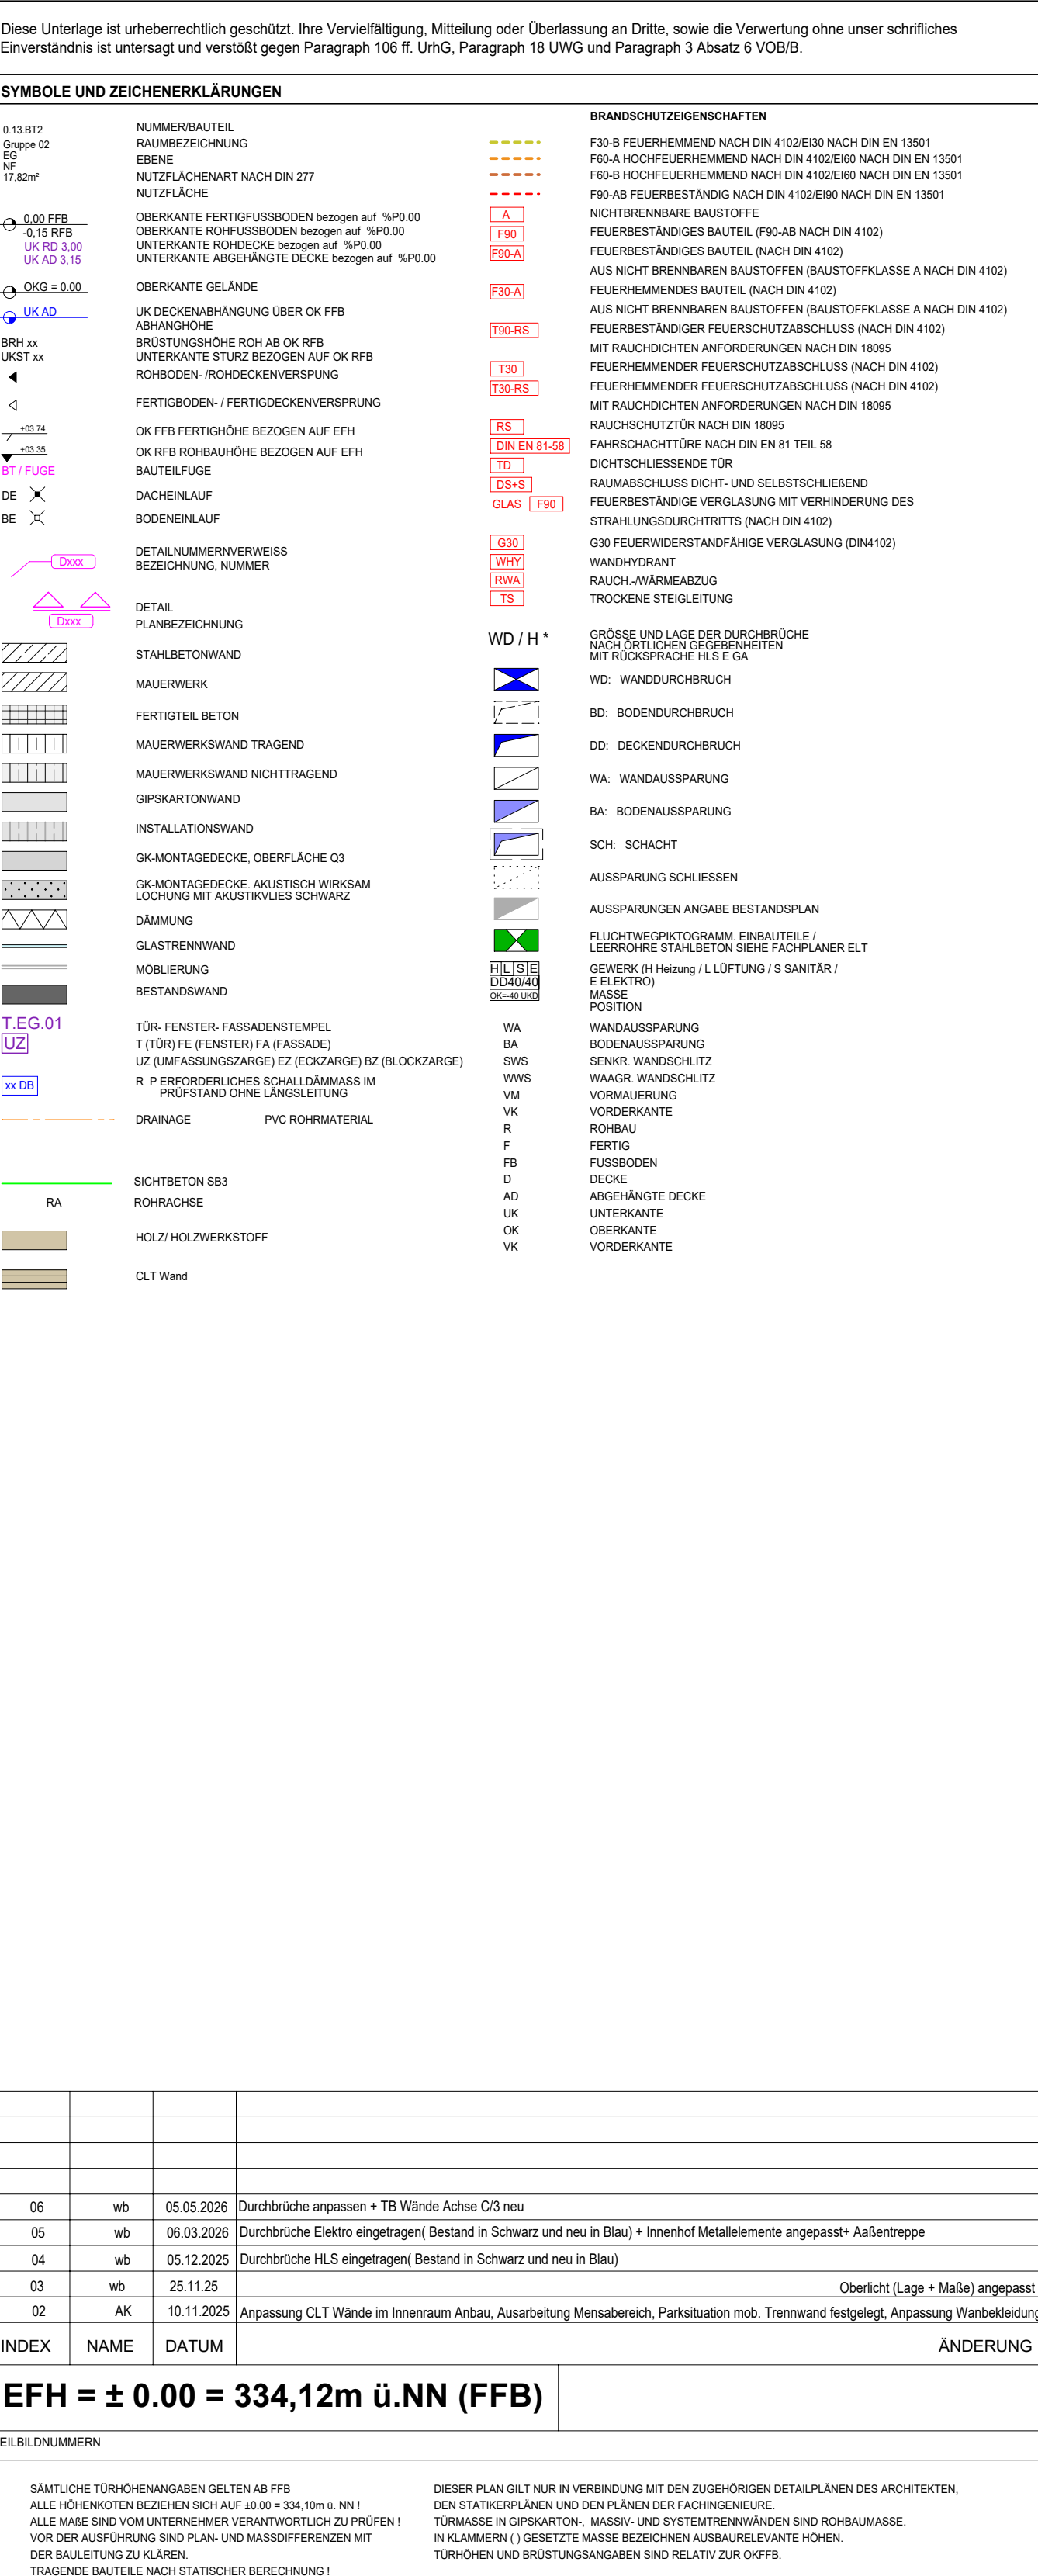 Diese Unterlage ist urheberrechtlich geschützt. Ihre Vervielfältigung, Mitteilung oder Überlassung an Dritte, sowie die Verwertung ohne unser schrifliches
Einverständnis ist untersagt und verstößt gegen Paragraph 106 ff. UrhG, Paragraph 18 UWG und Paragraph 3 Absatz 6 VOB/B.
SYMBOLE UND ZEICHENERKLÄRUNGEN
0.13.BT2 NUMMER/BAUTEIL
Gruppe 02 RAUMBEZEICHNUNG
EG EBENE
NF NUTZFLÄCHENART NACH DIN 277
17,82m² NUTZFLÄCHE
0,00 FFB OBERKANTE FERTIGFUSSBODEN bezogen auf %P0.00
-0,15 RFB OBERKANTE ROHFUSSBODEN bezogen auf %P0.00
UK RD 3,00 UNTERKANTE ROHDECKE bezogen auf %P0.00
UK AD 3,15 UNTERKANTE ABGEHÄNGTE DECKE bezogen auf %P0.00
OKG = 0.00 OBERKANTE GELÄNDE
UK AD UK DECKENABHÄNGUNG ÜBER OK FFB
ABHANGHÖHE
BRH xx BRÜSTUNGSHÖHE ROH AB OK RFB
UKST xx UNTERKANTE STURZ BEZOGEN AUF OK RFB
ROHBODEN- /ROHDECKENVERSPUNG
FERTIGBODEN- / FERTIGDECKENVERSPRUNG
+03.74 OK FFB FERTIGHÖHE BEZOGEN AUF EFH
+03.35 OK RFB ROHBAUHÖHE BEZOGEN AUF EFH
BT / FUGE BAUTEILFUGE
DE DACHEINLAUF
BE BODENEINLAUF
DETAILNUMMERNVERWEISS
Dxxx BEZEICHNUNG, NUMMER
DETAIL
Dxxx PLANBEZEICHNUNG
STAHLBETONWAND
MAUERWERK
FERTIGTEIL BETON
MAUERWERKSWAND TRAGEND
MAUERWERKSWAND NICHTTRAGEND
GIPSKARTONWAND
INSTALLATIONSWAND
GK-MONTAGEDECKE, OBERFLÄCHE Q3
GK-MONTAGEDECKE. AKUSTISCH WIRKSAM
LOCHUNG MIT AKUSTIKVLIES SCHWARZ
DÄMMUNG
GLASTRENNWAND
MÖBLIERUNG
BESTANDSWAND
T.EG.01 TÜR- FENSTER- FASSADENSTEMPEL
UZ T (TÜR) FE (FENSTER) FA (FASSADE)
UZ (UMFASSUNGSZARGE) EZ (ECKZARGE) BZ (BLOCKZARGE)
xx DB R P ERFORDERLICHES SCHALLDÄMMASS IM
PRÜFSTAND OHNE LÄNGSLEITUNG
DRAINAGE PVC ROHRMATERIAL
SICHTBETON SB3
RA ROHRACHSE
HOLZ/ HOLZWERKSTOFF
CLT Wand
BRANDSCHUTZEIGENSCHAFTEN
F30-B FEUERHEMMEND NACH DIN 4102/EI30 NACH DIN EN 13501
F60-A HOCHFEUERHEMMEND NACH DIN 4102/EI60 NACH DIN EN 13501
F60-B HOCHFEUERHEMMEND NACH DIN 4102/EI60 NACH DIN EN 13501
F90-AB FEUERBESTÄNDIG NACH DIN 4102/EI90 NACH DIN EN 13501
A NICHTBRENNBARE BAUSTOFFE
F90 FEUERBESTÄNDIGES BAUTEIL (F90-AB NACH DIN 4102)
F90-A FEUERBESTÄNDIGES BAUTEIL (NACH DIN 4102)
AUS NICHT BRENNBAREN BAUSTOFFEN (BAUSTOFFKLASSE A NACH DIN 4102)
F30-A FEUERHEMMENDES BAUTEIL (NACH DIN 4102)
AUS NICHT BRENNBAREN BAUSTOFFEN (BAUSTOFFKLASSE A NACH DIN 4102)
T90-RS FEUERBESTÄNDIGER FEUERSCHUTZABSCHLUSS (NACH DIN 4102)
MIT RAUCHDICHTEN ANFORDERUNGEN NACH DIN 18095
T30 FEUERHEMMENDER FEUERSCHUTZABSCHLUSS (NACH DIN 4102)
T30-RS FEUERHEMMENDER FEUERSCHUTZABSCHLUSS (NACH DIN 4102)
MIT RAUCHDICHTEN ANFORDERUNGEN NACH DIN 18095
RS RAUCHSCHUTZTÜR NACH DIN 18095
DIN EN 81-58 FAHRSCHACHTTÜRE NACH DIN EN 81 TEIL 58
TD DICHTSCHLIESSENDE TÜR
DS+S RAUMABSCHLUSS DICHT- UND SELBSTSCHLIEßEND
GLAS F90 FEUERBESTÄNDIGE VERGLASUNG MIT VERHINDERUNG DES
STRAHLUNGSDURCHTRITTS (NACH DIN 4102)
G30 G30 FEUERWIDERSTANDFÄHIGE VERGLASUNG (DIN4102)
WHY WANDHYDRANT
RWA RAUCH.-/WÄRMEABZUG
TS TROCKENE STEIGLEITUNG
WD / H * GRÖSSE UND LAGE DER DURCHBRÜCHE
NACH ÖRTLICHEN GEGEBENHEITEN
MIT RÜCKSPRACHE HLS E GA
WD: WANDDURCHBRUCH
BD: BODENDURCHBRUCH
DD: DECKENDURCHBRUCH
WA: WANDAUSSPARUNG
BA: BODENAUSSPARUNG
SCH: SCHACHT
AUSSPARUNG SCHLIESSEN
AUSSPARUNGEN ANGABE BESTANDSPLAN
FLUCHTWEGPIKTOGRAMM, EINBAUTEILE /
LEERROHRE STAHLBETON SIEHE FACHPLANER ELT
H L S E GEWERK (H Heizung / L LÜFTUNG / S SANITÄR /
E ELEKTRO)
DD40/40 MASSE
OK=-40 UKD POSITION
WA WANDAUSSPARUNG
BA BODENAUSSPARUNG
SWS SENKR. WANDSCHLITZ
WWS WAAGR. WANDSCHLITZ
VM VORMAUERUNG
VK VORDERKANTE
R ROHBAU
F FERTIG
FB FUSSBODEN
D DECKE
AD ABGEHÄNGTE DECKE
UK UNTERKANTE
OK OBERKANTE
VK VORDERKANTE
06 wb 05.05.2026 Durchbrüche anpassen + TB Wände Achse C/3 neu
05 wb 06.03.2026 Durchbrüche Elektro eingetragen( Bestand in Schwarz und neu in Blau) + Innenhof Metallelemente angepasst+ Aaßentreppe
04 wb 05.12.2025 Durchbrüche HLS eingetragen( Bestand in Schwarz und neu in Blau)
03 wb 25.11.25 Oberlicht (Lage + Maße) angepasst
02 AK 10.11.2025 Anpassung CLT Wände im Innenraum Anbau, Ausarbeitung Mensabereich, Parksituation mob. Trennwand festgelegt, Anpassung Wanbekleidung
INDEX NAME DATUM ÄNDERUNG
EFH = ± 0.00 = 334,12m ü.NN (FFB)
EILBILDNUMMERN
SÄMTLICHE TÜRHÖHENANGABEN GELTEN AB FFB
ALLE HÖHENKOTEN BEZIEHEN SICH AUF ±0.00 = 334,10m ü. NN !
ALLE MAßE SIND VOM UNTERNEHMER VERANTWORTLICH ZU PRÜFEN !
VOR DER AUSFÜHRUNG SIND PLAN- UND MASSDIFFERENZEN MIT
DER BAULEITUNG ZU KLÄREN.
TRAGENDE BAUTEILE NACH STATISCHER BERECHNUNG !
DIESER PLAN GILT NUR IN VERBINDUNG MIT DEN ZUGEHÖRIGEN DETAILPLÄNEN DES ARCHITEKTEN,
DEN STATIKERPLÄNEN UND DEN PLÄNEN DER FACHINGENIEURE.
TÜRMASSE IN GIPSKARTON-, MASSIV- UND SYSTEMTRENNWÄNDEN SIND ROHBAUMASSE.
IN KLAMMERN ( ) GESETZTE MASSE BEZEICHNEN AUSBAURELEVANTE HÖHEN.
TÜRHÖHEN UND BRÜSTUNGSANGABEN SIND RELATIV ZUR OKFFB.